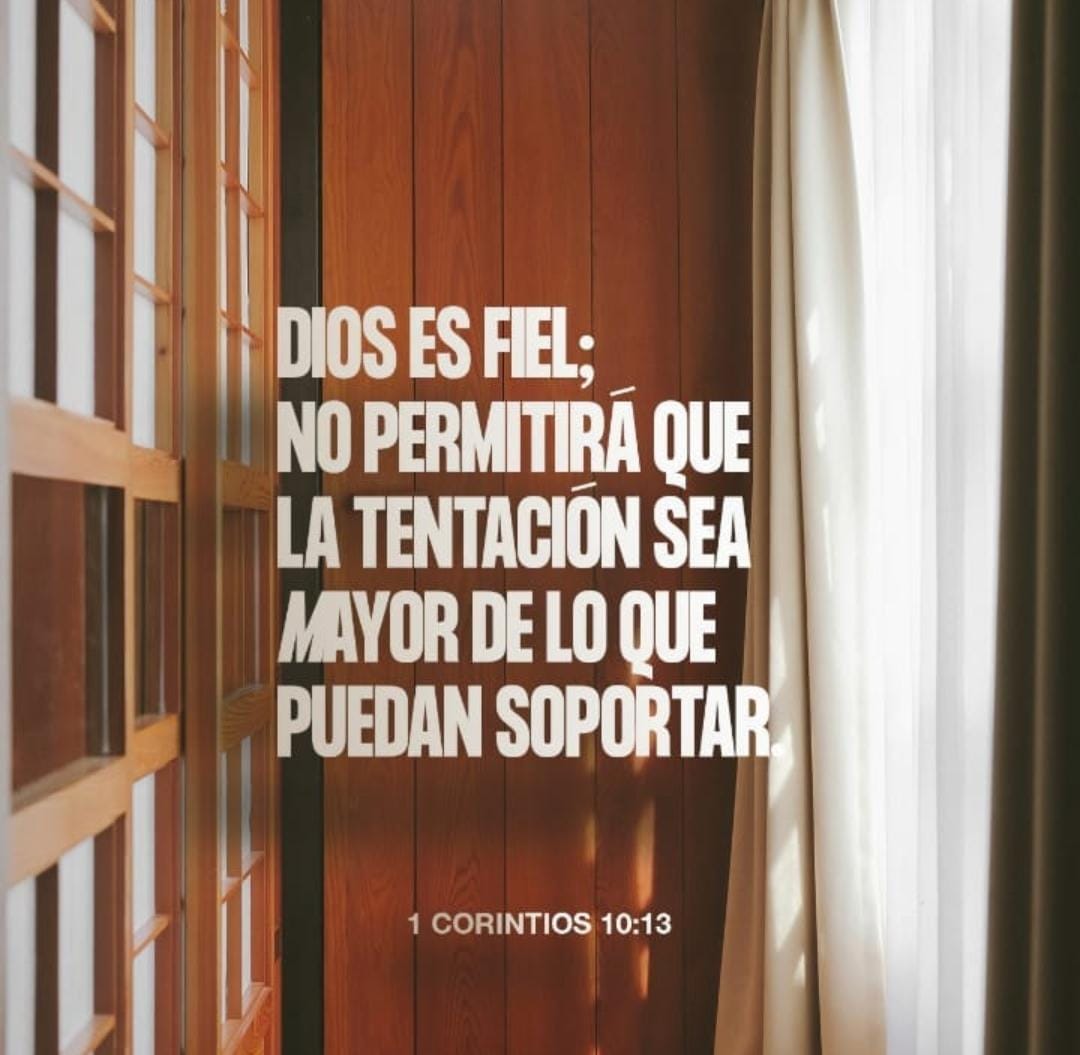 DIOS ES FIEL;
NO PERMITIRÁ QUE
LA TENTACIÓN SEA
MAYOR DE LO QUE
PUEDAN SOPORTAR.
1 CORINTIOS 10:13